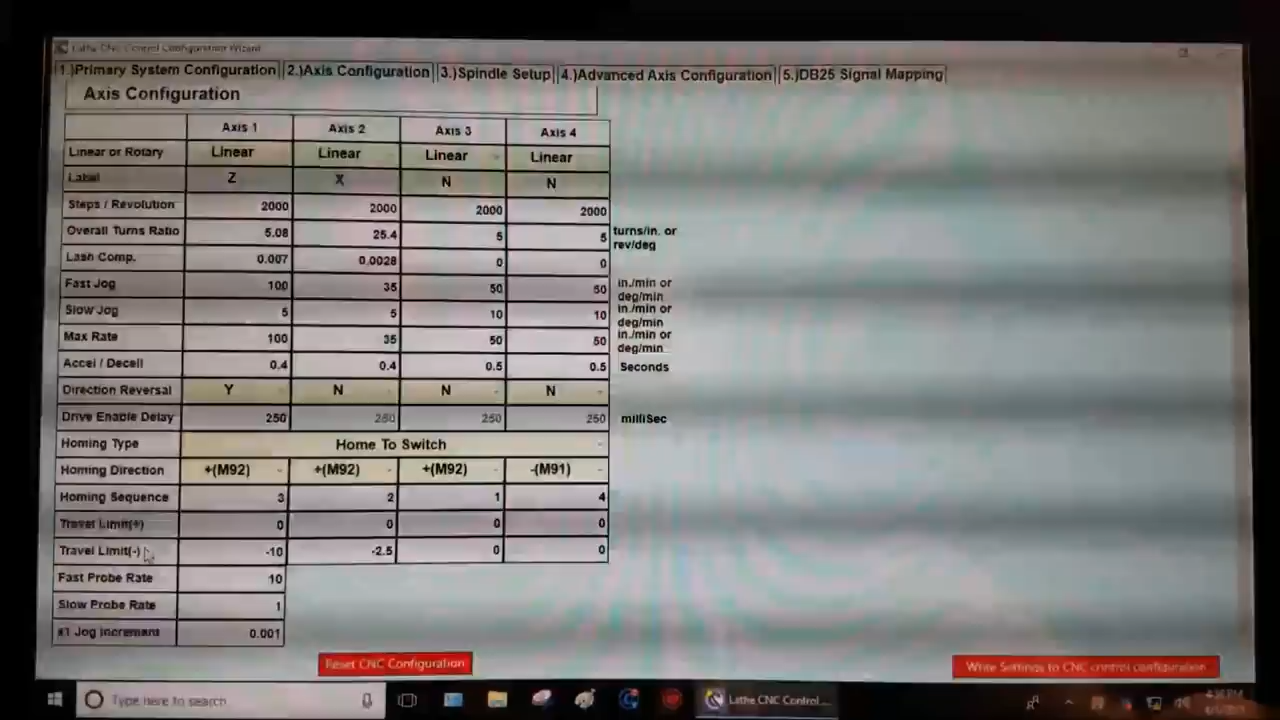 Lathe CNC Control Configuration Wizard
1.)Primary System Configuration 2.)Axis Configuration 3.)Spindle Setup 4.)Advanced Axis Configuration 5.)DB25 Signal Mapping
Axis Configuration
Axis 1 Axis 2 Axis 3 Axis 4
Linear or Rotary Linear Linear Linear Linear
Label Z X N N
Steps / Revolution 2000 2000 2000 2000
Overall Turns Ratio 5.08 25.4 5 5 turns/in. or rev/deg
Lash Comp. 0.007 0.0028 0 0
Fast Jog 100 35 50 50 in./min or deg/min
Slow Jog 5 5 10 10 in./min or deg/min
Max Rate 100 35 50 50 in./min or deg/min
Accel / Decell 0.4 0.4 0.5 0.5 Seconds
Direction Reversal Y N N N
Drive Enable Delay 250 250 250 250 milliSec
Homing Type Home To Switch
Homing Direction +(M92) +(M92) +(M92) -(M91)
Homing Sequence 3 2 1 4
Travel Limit(+) 0 0 0 0
Travel Limit(-) -10 -2.5 0 0
Fast Probe Rate 10
Slow Probe Rate 1
x1 Jog Increment 0.001
Reset CNC Configuration Write Settings to CNC control configuration
Type here to search Lathe CNC Control ...